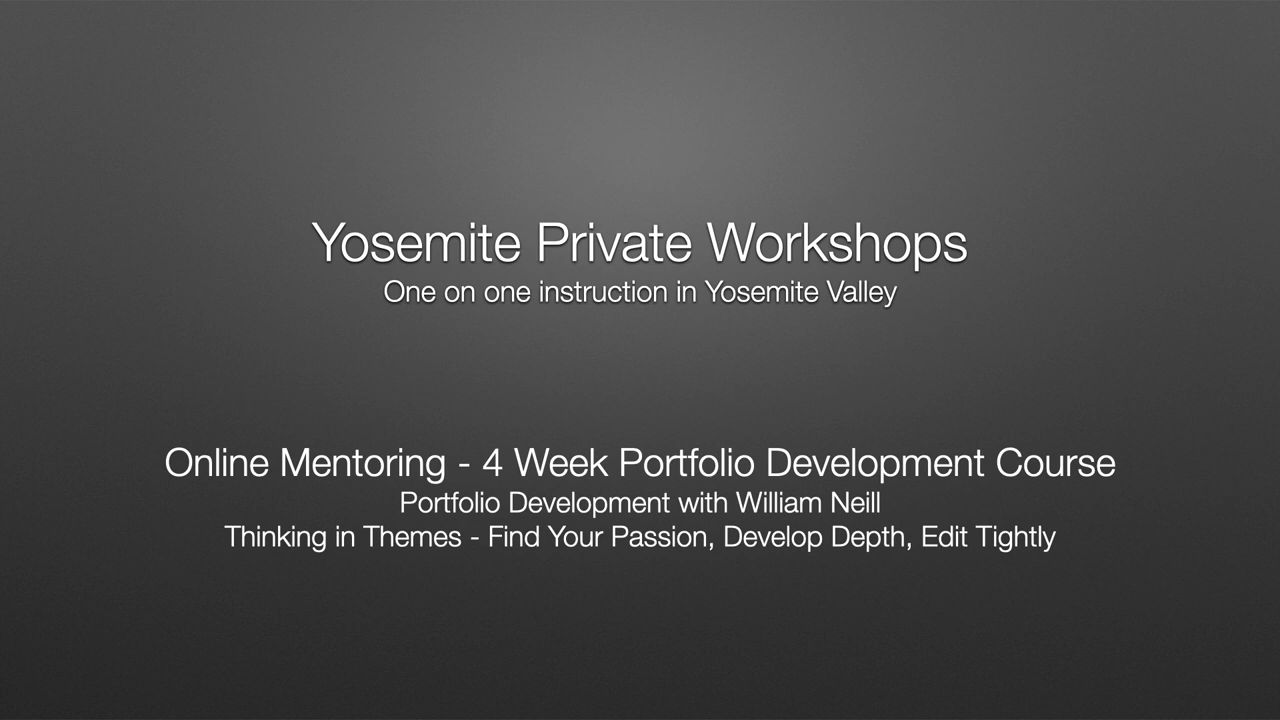 Yosemite Private Workshops
One on one instruction in Yosemite Valley
Online Mentoring - 4 Week Portfolio Development Course
Portfolio Development with William Neill
Thinking in Themes - Find Your Passion, Develop Depth, Edit Tightly